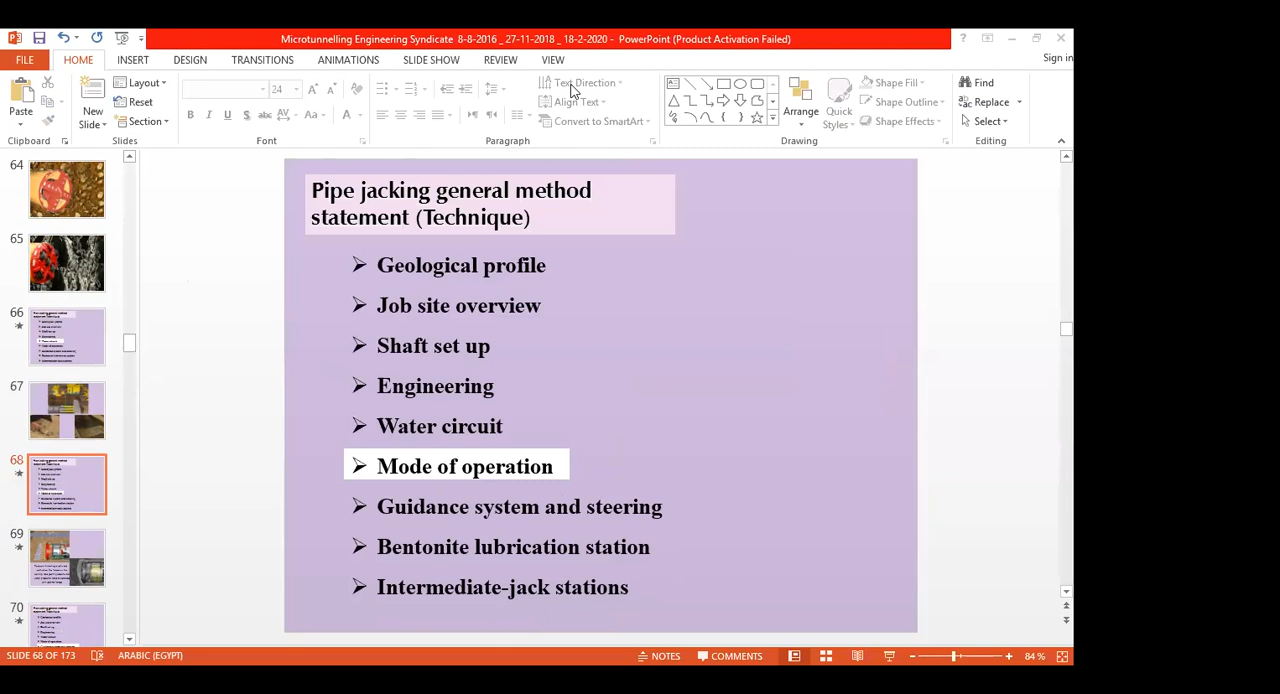 Microtunnelling Engineering Syndicate 8-8-2016 _ 27-11-2018 _ 18-2-2020 - PowerPoint (Product Activation Failed)
FILE HOME INSERT DESIGN TRANSITIONS ANIMATIONS SLIDE SHOW REVIEW VIEW Sign in
Paste
New Slide
Layout
Reset
Section
24
Text Direction
Align Text
Convert to SmartArt
Arrange
Quick Styles
Shape Fill
Shape Outline
Shape Effects
Find
Replace
Select
Clipboard Slides Font Paragraph Drawing Editing
64
65
66
67
68
69
70
Pipe jacking general method
statement (Technique)
Geological profile
Job site overview
Shaft set up
Engineering
Water circuit
Mode of operation
Guidance system and steering
Bentonite lubrication station
Intermediate-jack stations
SLIDE 68 OF 173 ARABIC (EGYPT) NOTES COMMENTS 84 %